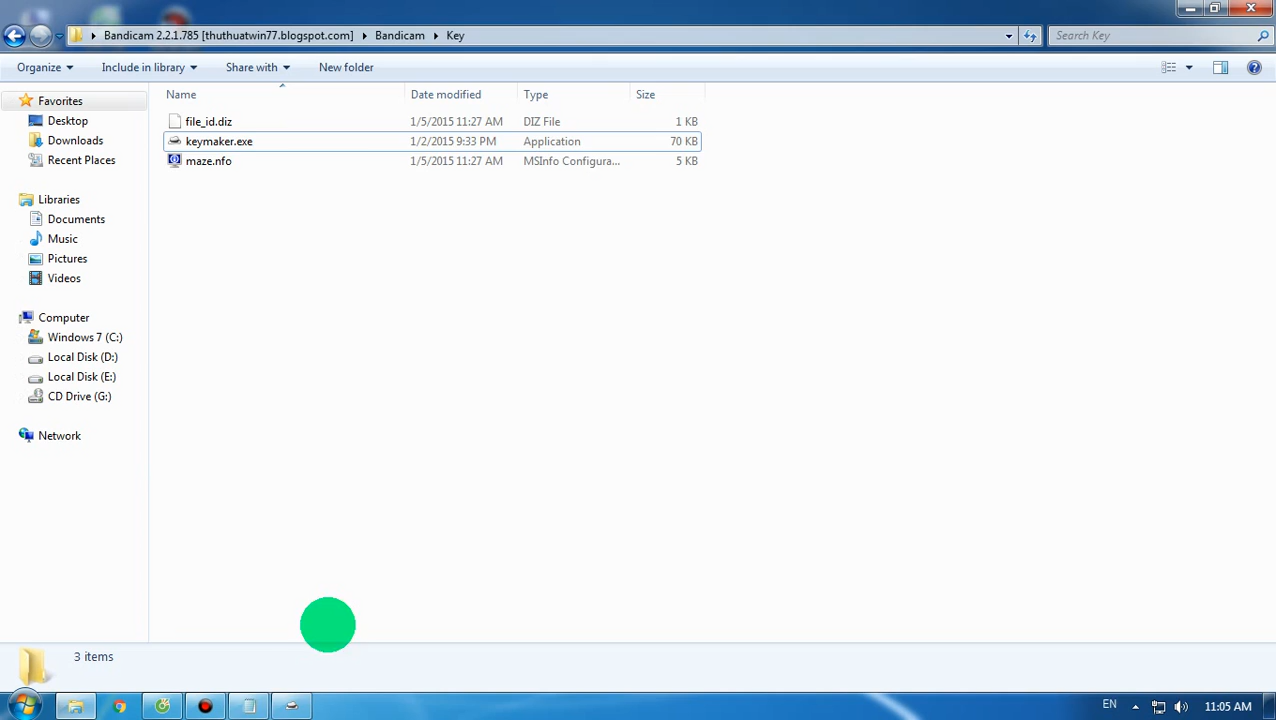 Bandicam 2.2.1.785 [thuthuatwin77.blogspot.com] Bandicam Key
Search Key
Organize Include in library Share with New folder
Name Date modified Type Size
Favorites
Desktop
Downloads
Recent Places
Libraries
Documents
Music
Pictures
Videos
Computer
Windows 7 (C:)
Local Disk (D:)
Local Disk (E:)
CD Drive (G:)
Network
file_id.diz 1/5/2015 11:27 AM DIZ File 1 KB
keymaker.exe 1/2/2015 9:33 PM Application 70 KB
maze.nfo 1/5/2015 11:27 AM MSInfo Configura... 5 KB
3 items
EN 11:05 AM